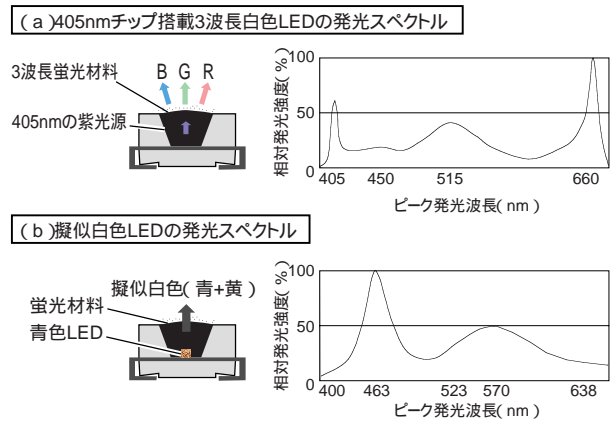 (a)405nmチップ搭載3波長白色LEDの発光スペクトル
3波長蛍光材料
B G R
405nmの紫光源
相対発光強度(%)
100
50
0
405 450 515 660
ピーク発光波長(nm)
(b)擬似白色LEDの発光スペクトル
擬似白色(青+黄)
蛍光材料
青色LED
相対発光強度(%)
100
50
0
400 463 523 570 638
ピーク発光波長(nm)